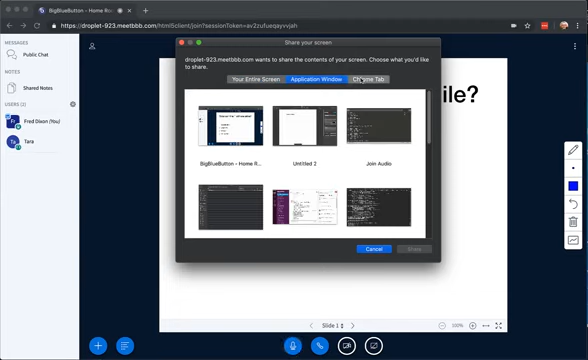 BigBlueButton - Home Ro
https://droplet-923.meetbbb.com/html5client/join?sessionToken=av2zufueqayvvjah
MESSAGES
Public Chat
NOTES
Shared Notes
USERS (2)
Fr
Fred Dixon (You)
Ta
Tara
Share your screen
droplet-923.meetbbb.com wants to share the contents of your screen. Choose what you'd like
to share.
Your Entire Screen
Application Window
Chrome Tab
BigBlueButton - Home R...
Untitled 2
Join Audio
Cancel
Share
ile?
Slide 1
100%